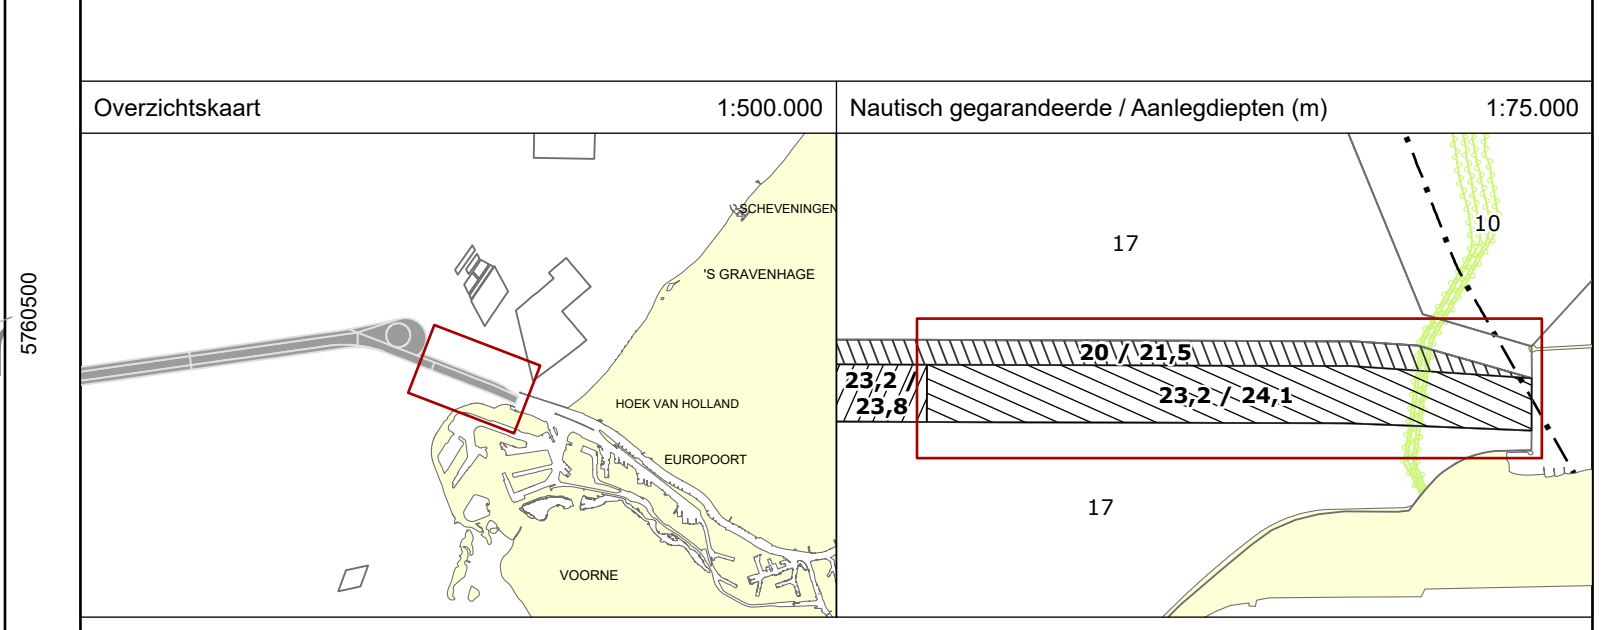 5760500
Overzichtskaart 1:500.000
SCHEVENINGEN
'S GRAVENHAGE
HOEK VAN HOLLAND
EUROPOORT
VOORNE
Nautisch gegarandeerde / Aanlegdiepten (m) 1:75.000
17
10
20 / 21,5
23,2 /
23,8
23,2 / 24,1
17